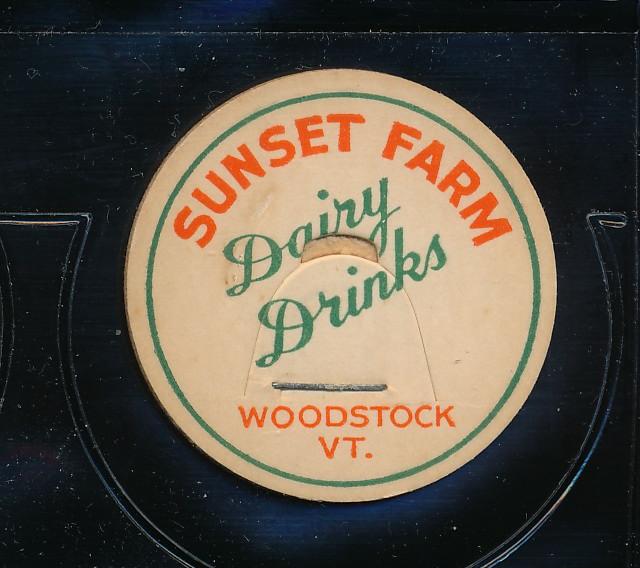 SUNSET FARM
Dairy
Drinks
WOODSTOCK
VT.